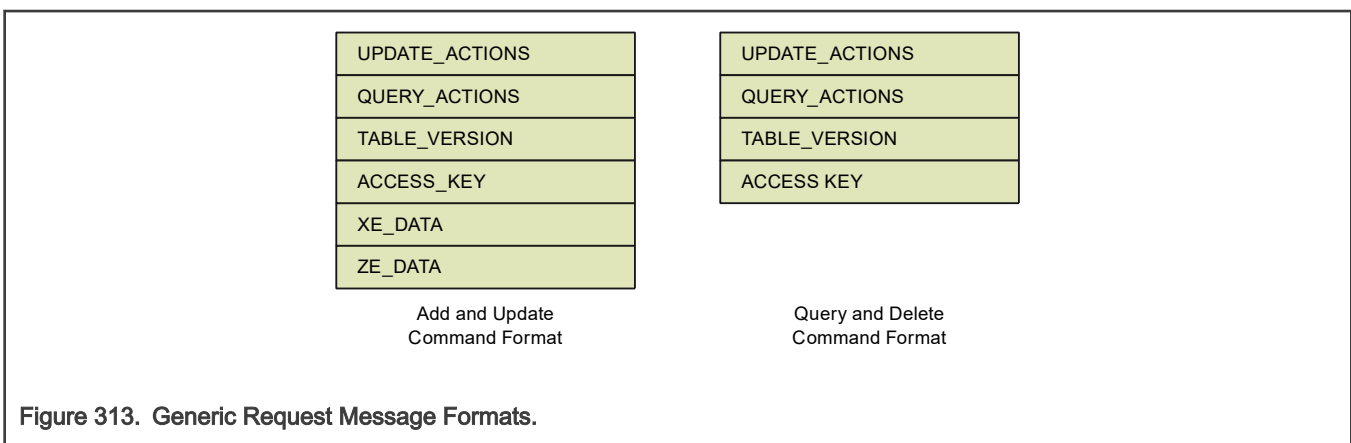 UPDATE_ACTIONS
QUERY_ACTIONS
TABLE_VERSION
ACCESS_KEY
XE_DATA
ZE_DATA
Add and Update
Command Format
UPDATE_ACTIONS
QUERY_ACTIONS
TABLE_VERSION
ACCESS KEY
Query and Delete
Command Format
Figure 313. Generic Request Message Formats.